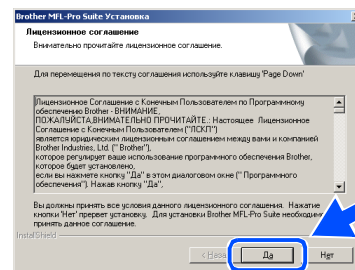 Brother MFL-Pro Suite Установка
Лицензионное соглашение
Внимательно прочитайте лицензионное соглашение.
Для перемещения по тексту соглашения используйте клавишу 'Page Down'
Лицензионное Соглашение с Конечным Пользователем по Программному
обеспечению Brother - ВНИМАНИЕ,
ПОЖАЛУЙСТА,ВНИМАТЕЛЬНО ПРОЧИТАЙТЕ.: Настоящее Лицензионное
Соглашение с Конечным Пользователем ("ЛСКП")
является юридическим лицензионным соглашением между вами и компанией
Brother Industries, Ltd. (" Brother"),
которое регулирует ваше использование программного обеспечения Brother,
которое будет установлено,
если вы нажмете кнопку "Да" в этом диалоговом окне (" Программного
обеспечения"). Нажав кнопку "Да",
Вы должны принять все условия данного лицензионного соглашения. Нажатие
кнопки 'Нет' прервет установку. Для установки Brother MFL-Pro Suite необходимо
принять данное соглашение.
InstallShield
< Наза Да Нет